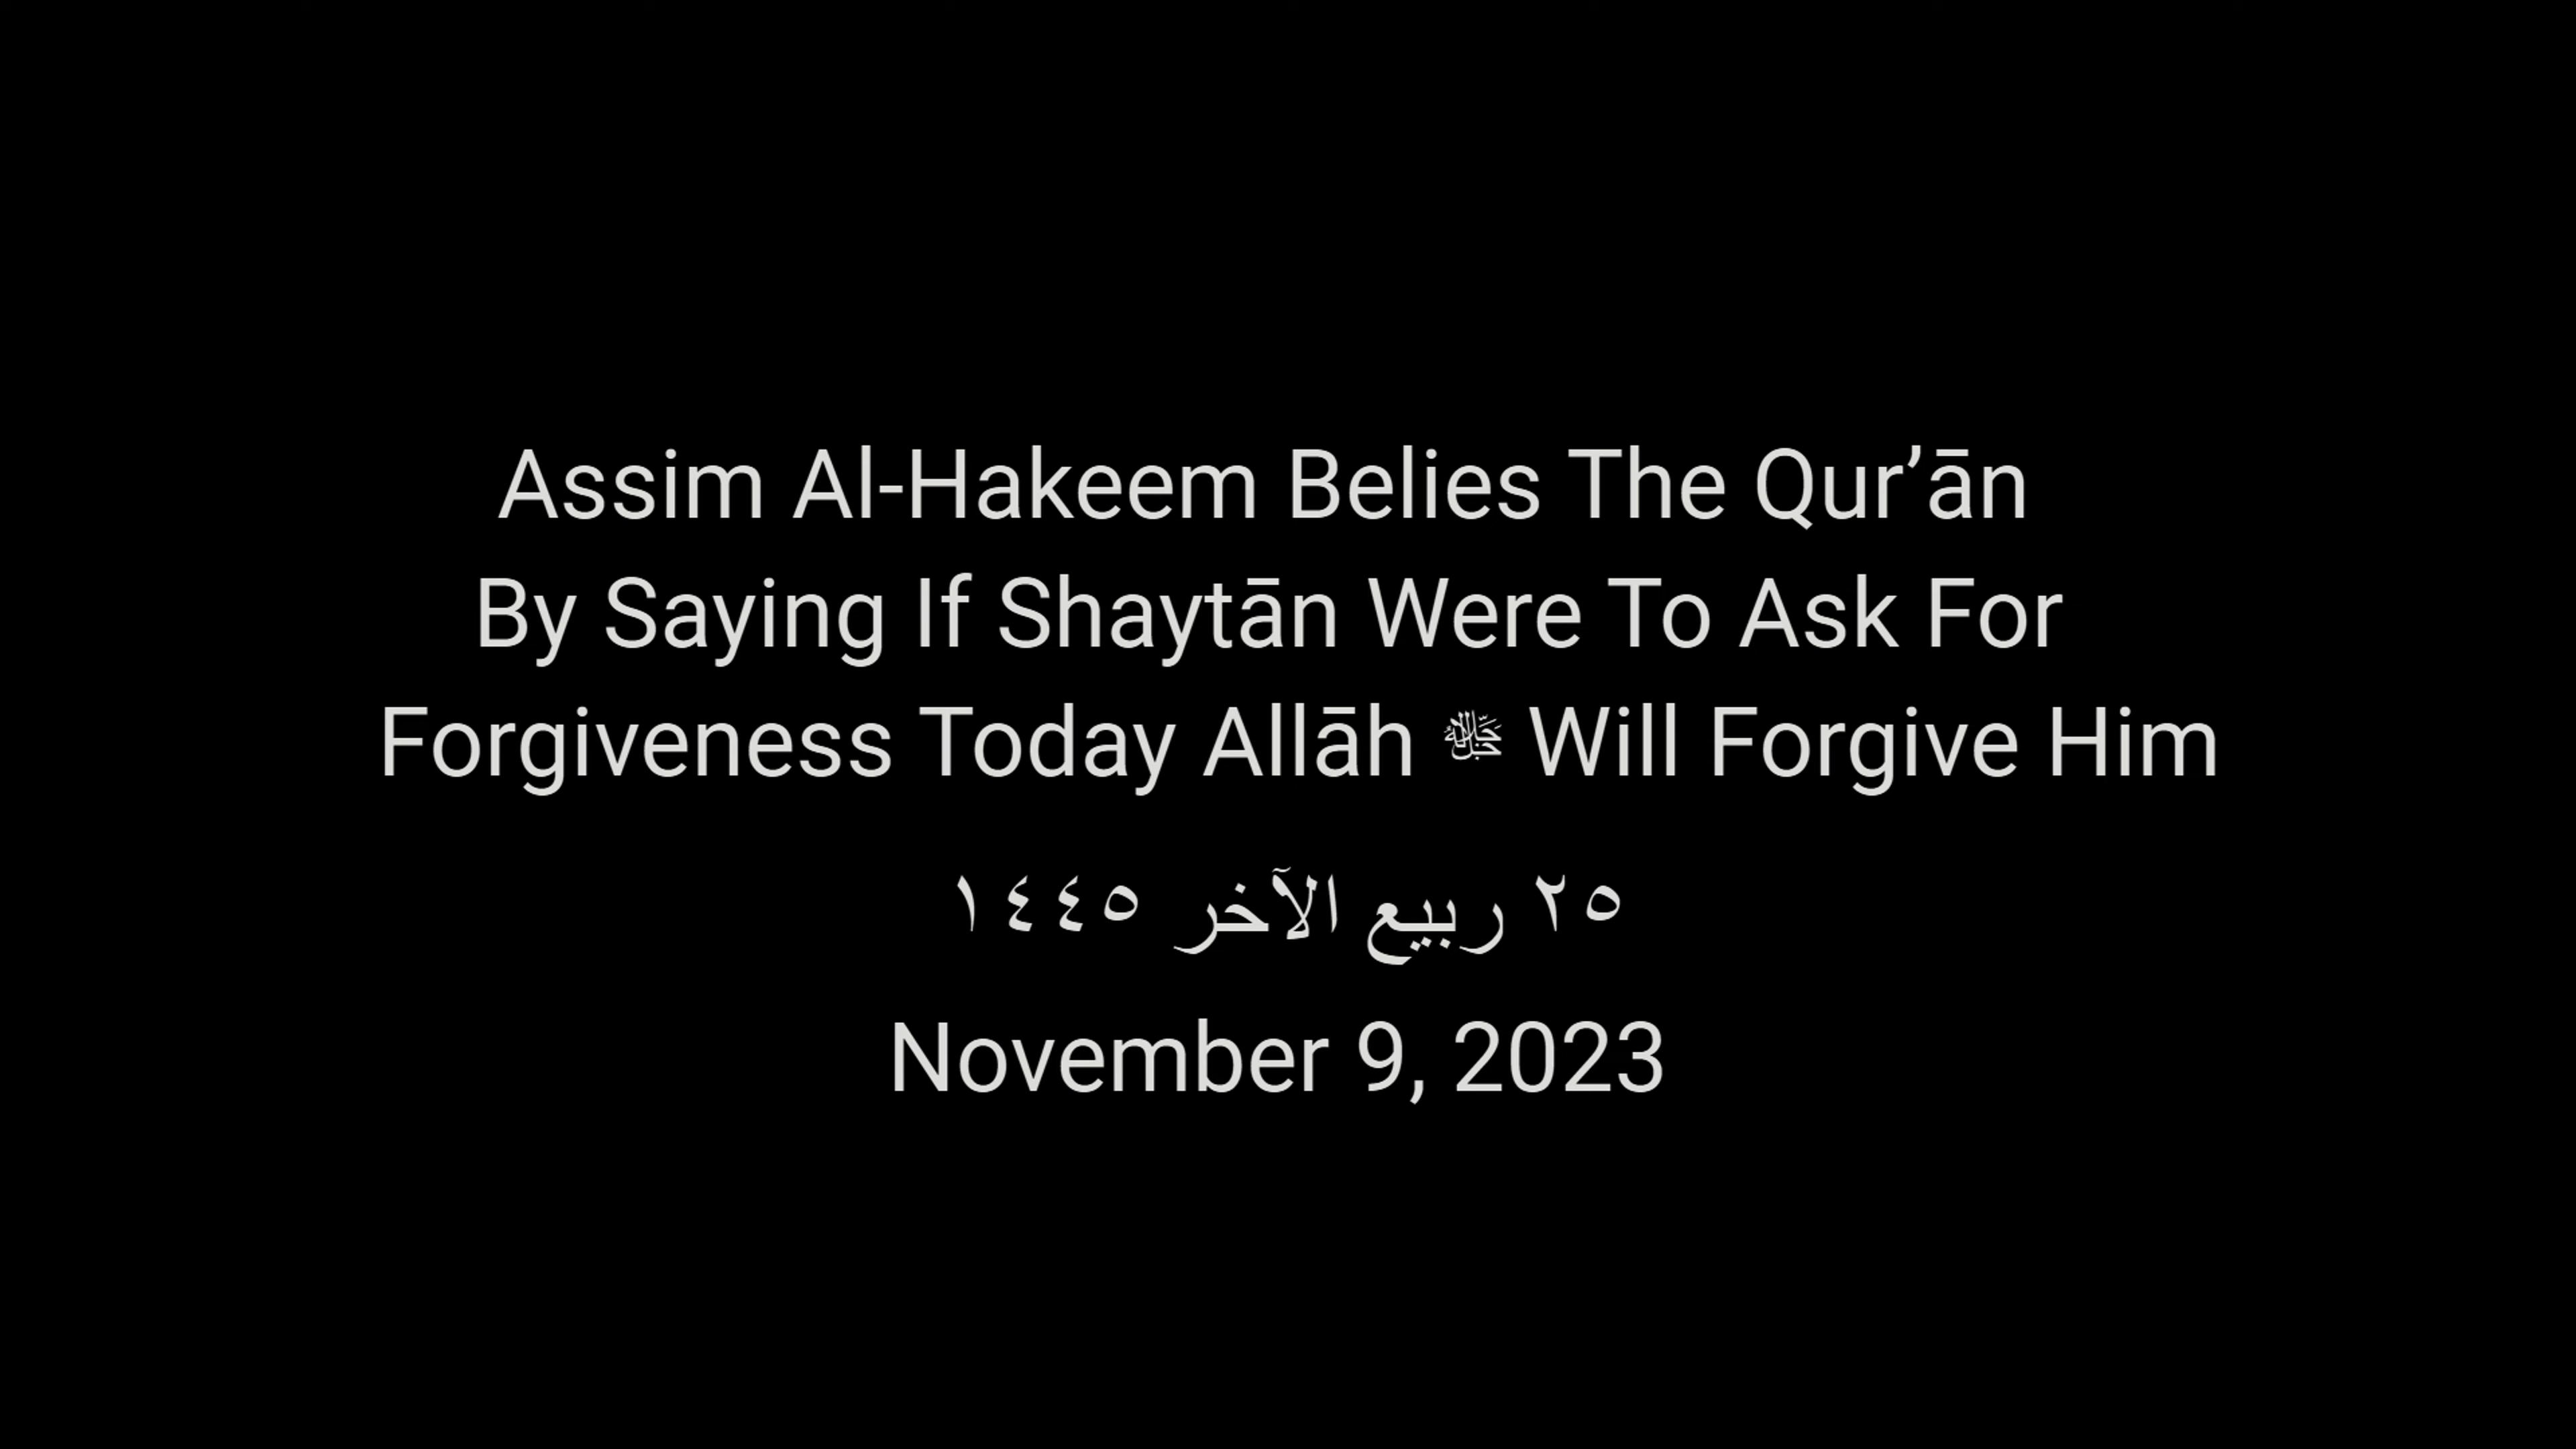 Assim Al-Hakeem Belies The Qur’ān
By Saying If Shaytān Were To Ask For
Forgiveness Today Allāh ﷻ Will Forgive Him
٢٥ ربيع الآخر ١٤٤٥
November 9, 2023